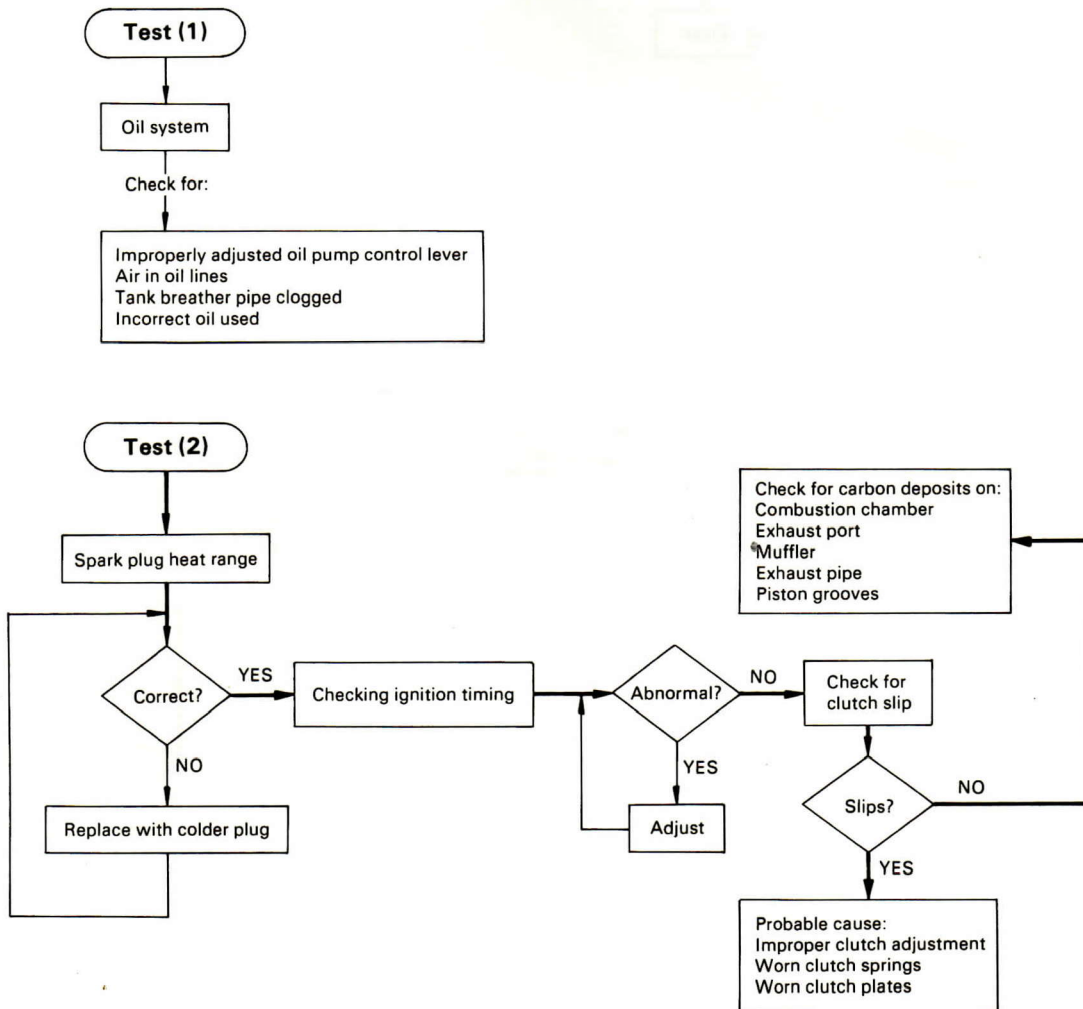 Test (1)
Oil system
Check for:
Improperly adjusted oil pump control lever
Air in oil lines
Tank breather pipe clogged
Incorrect oil used
Test (2)
Spark plug heat range
Correct?
YES
NO
Replace with colder plug
Checking ignition timing
Abnormal?
NO
YES
Adjust
Check for
clutch slip
Slips?
NO
YES
Probable cause:
Improper clutch adjustment
Worn clutch springs
Worn clutch plates
Check for carbon deposits on:
Combustion chamber
Exhaust port
Muffler
Exhaust pipe
Piston grooves